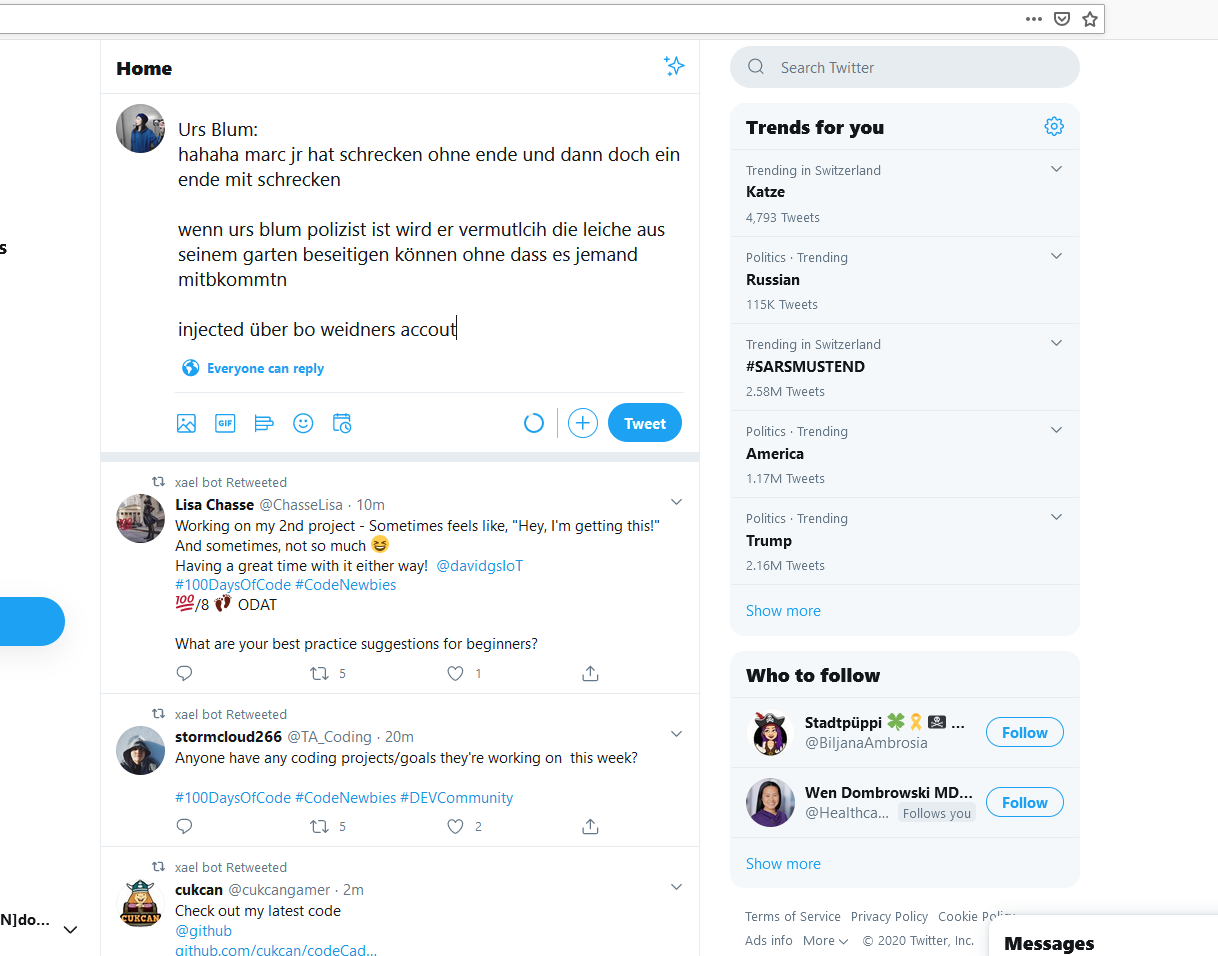 Home
Urs Blum:
hahaha marc jr hat schrecken ohne ende und dann doch ein
ende mit schrecken
wenn urs blum polizist ist wird er vermutlcih die leiche aus
seinem garten beseitigen können ohne dass es jemand
mitbkommtn
injected über bo weidners accout
Everyone can reply
GIF
Tweet
xael bot Retweeted
Lisa Chasse @ChasseLisa · 10m
Working on my 2nd project - Sometimes feels like, "Hey, I'm getting this!"
And sometimes, not so much 😆
Having a great time with it either way! @davidgsIoT
#100DaysOfCode #CodeNewbies
💯/8 👣 ODAT
What are your best practice suggestions for beginners?
5 1
xael bot Retweeted
stormcloud266 @TA_Coding · 20m
Anyone have any coding projects/goals they're working on  this week?
#100DaysOfCode #CodeNewbies #DEVCommunity
5 2
xael bot Retweeted
cukcan @cukcangamer · 2m
CUKCAN
Check out my latest code
@github
github.com/cukcan/codeCad...
s
N]do...
Search Twitter
Trends for you
Trending in Switzerland
Katze
4,793 Tweets
Politics · Trending
Russian
115K Tweets
Trending in Switzerland
#SARSMUSTEND
2.58M Tweets
Politics · Trending
America
1.17M Tweets
Politics · Trending
Trump
2.16M Tweets
Show more
Who to follow
Stadtpüppi 🍀🎗🏴‍☠️ ...
@BiljanaAmbrosia
Follow
Wen Dombrowski MD...
@Healthca... Follows you
Follow
Show more
Terms of Service Privacy Policy Cookie Policy
Ads info More © 2020 Twitter, Inc.
Messages